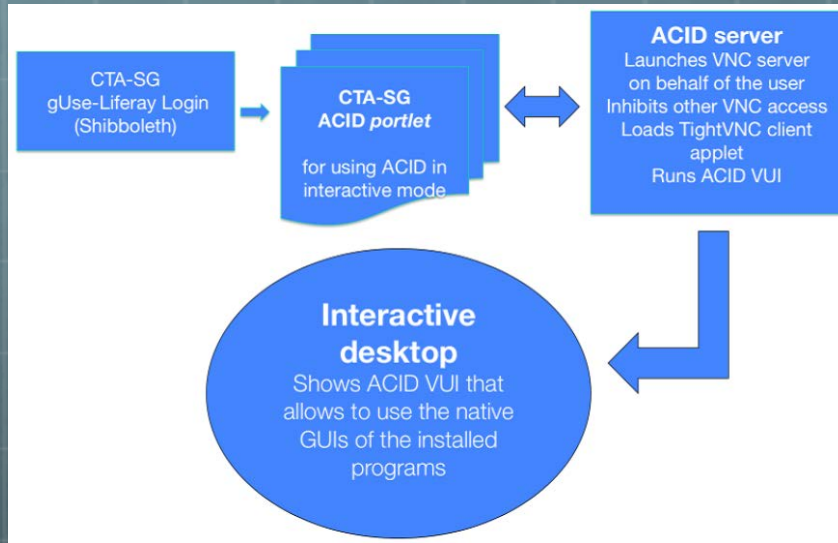 CTA-SG
gUse-Liferay Login
(Shibboleth)
CTA-SG
ACID portlet
for using ACID in
interactive mode
ACID server
Launches VNC server
on behalf of the user
Inhibits other VNC access
Loads TightVNC client
applet
Runs ACID VUI
Interactive
desktop
Shows ACID VUI that
allows to use the native
GUIs of the installed
programs